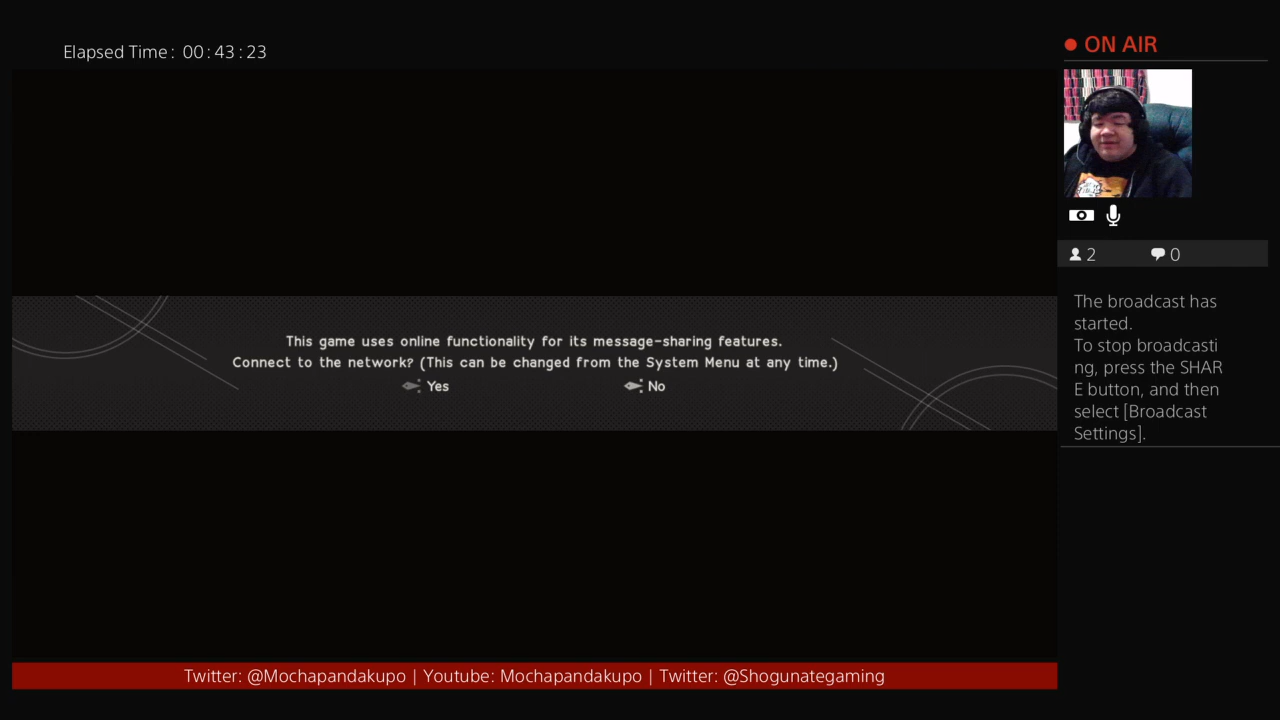 Elapsed Time: 00:43:23
ON AIR
2 0
This game uses online functionality for its message-sharing features.
Connect to the network? (This can be changed from the System Menu at any time.)
Yes No
The broadcast has
started.
To stop broadcasti
ng, press the SHAR
E button, and then
select [Broadcast
Settings].
Twitter: @Mochapandakupo | Youtube: Mochapandakupo | Twitter: @Shogunategaming